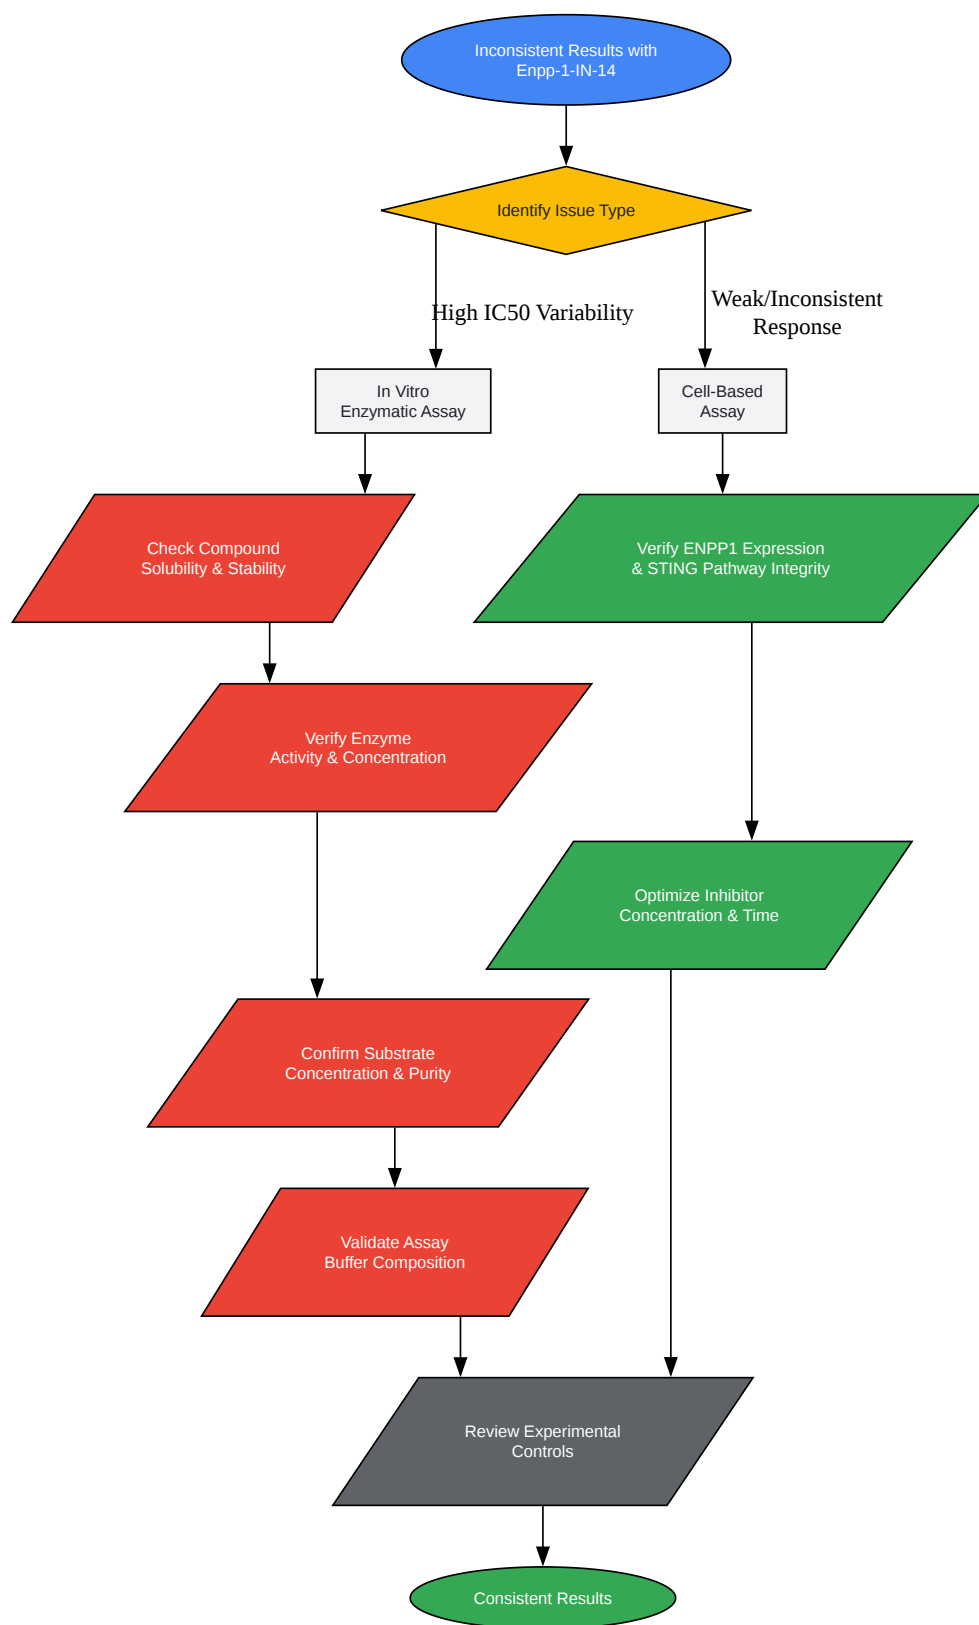 Inconsistent Results with
Enpp-1-IN-14
Identify Issue Type
High IC50 Variability
Weak/Inconsistent
Response
In Vitro
Enzymatic Assay
Cell-Based
Assay
Check Compound
Solubility & Stability
Verify ENPP1 Expression
& STING Pathway Integrity
Verify Enzyme
Activity & Concentration
Optimize Inhibitor
Concentration & Time
Confirm Substrate
Concentration & Purity
Validate Assay
Buffer Composition
Review Experimental
Controls
Consistent Results